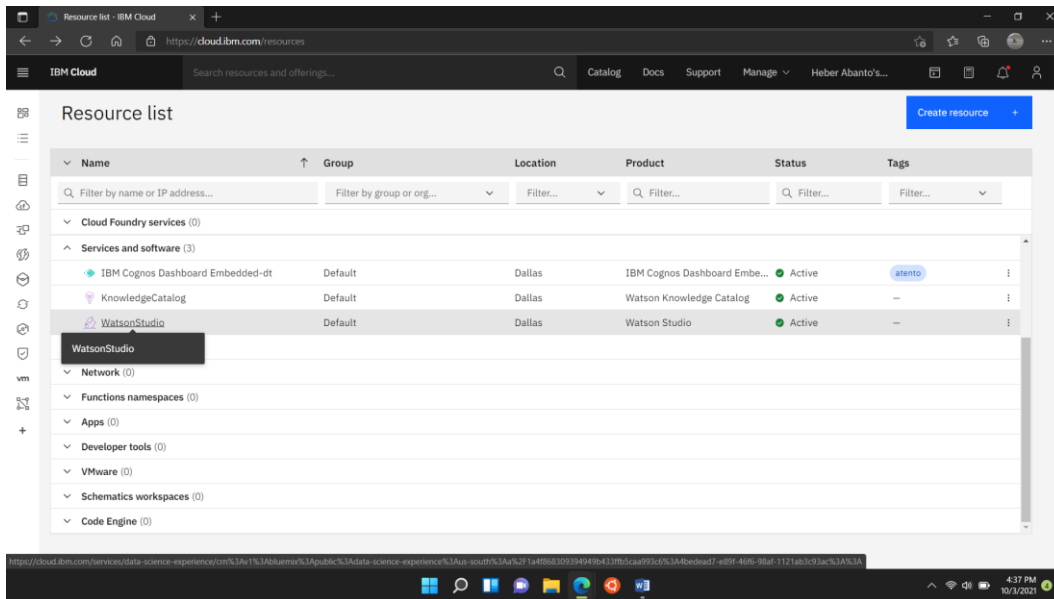 Resource list - IBM Cloud
https://cloud.ibm.com/resources
IBM Cloud Search resources and offerings... Catalog Docs Support Manage Heber Abanto's...
Resource list
Create resource +
Name Group Location Product Status Tags
Filter by name or IP address... Filter by group or org... Filter... Filter... Filter... Filter...
Cloud Foundry services (0)
Services and software (3)
IBM Cognos Dashboard Embedded-dt Default Dallas IBM Cognos Dashboard Embe... Active atento
KnowledgeCatalog Default Dallas Watson Knowledge Catalog Active —
WatsonStudio Default Dallas Watson Studio Active —
WatsonStudio
Network (0)
vm
Functions namespaces (0)
Apps (0)
Developer tools (0)
VMware (0)
Schematics workspaces (0)
Code Engine (0)
4:37 PM
10/3/2021
4